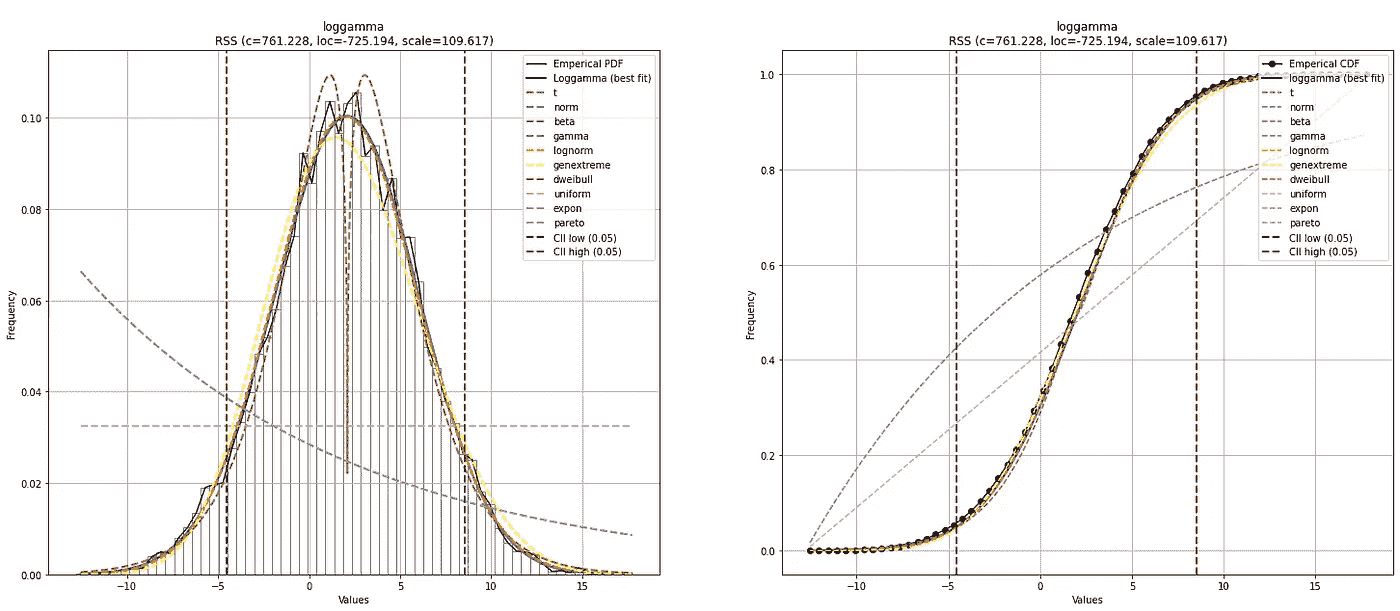 loggamma
RSS (c=761.228, loc=-725.194, scale=109.617)
Frequency
0.10
0.08
0.06
0.04
0.02
0.00
−10
−5
0
5
10
15
Values
Emperical PDF
Loggamma (best fit)
t
norm
beta
gamma
lognorm
genextreme
dweibull
uniform
expon
pareto
CII low (0.05)
CII high (0.05)
loggamma
RSS (c=761.228, loc=-725.194, scale=109.617)
Frequency
1.0
0.8
0.6
0.4
0.2
0.0
−10
−5
0
5
10
15
Values
Emperical CDF
loggamma (best fit)
t
norm
beta
gamma
lognorm
genextreme
dweibull
uniform
expon
pareto
CII low (0.05)
CII high (0.05)